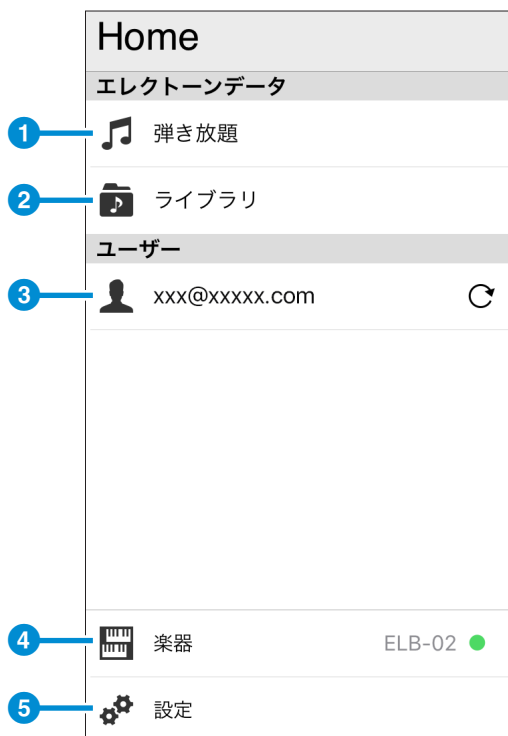 Home
エレクトーンデータ
1 弾き放題
2 ライブラリ
ユーザー
3 xxx@xxxxx.com
4 楽器 ELB-02
5 設定